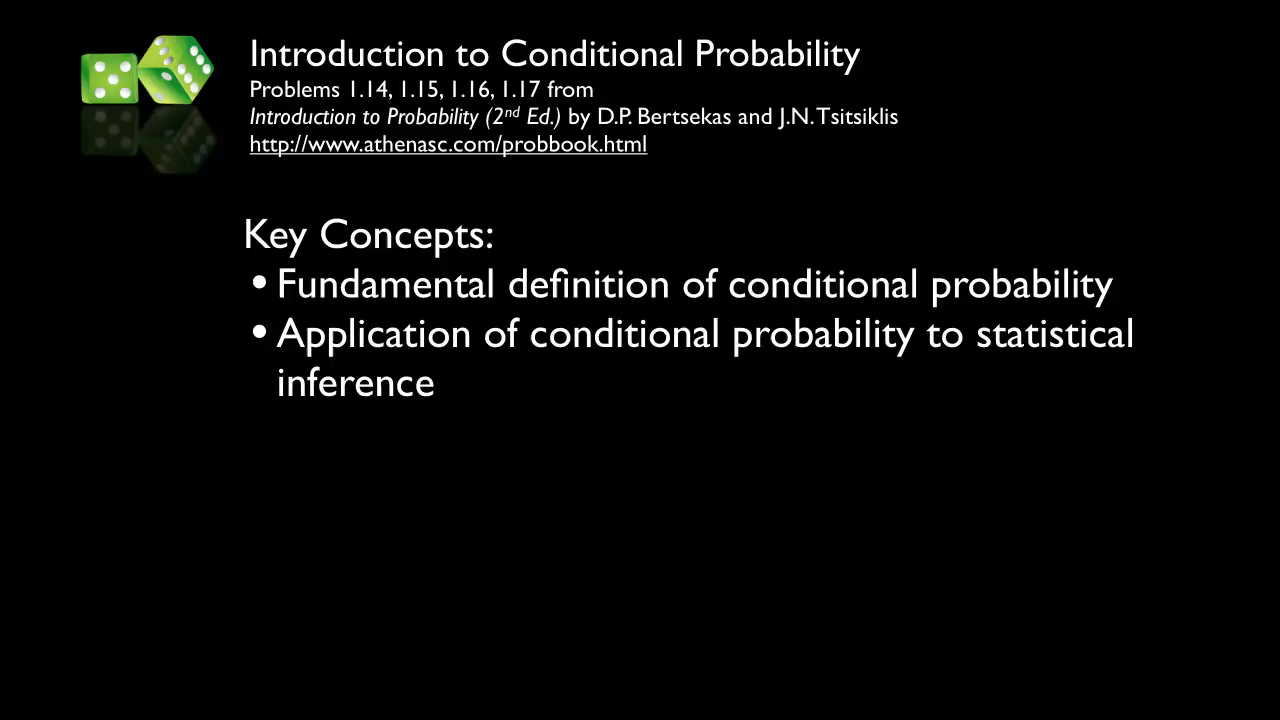 Introduction to Conditional Probability
Problems 1.14, 1.15, 1.16, 1.17 from
Introduction to Probability (2nd Ed.) by D.P. Bertsekas and J.N. Tsitsiklis
http://www.athenasc.com/probbook.html
Key Concepts:
• Fundamental definition of conditional probability
• Application of conditional probability to statistical
inference